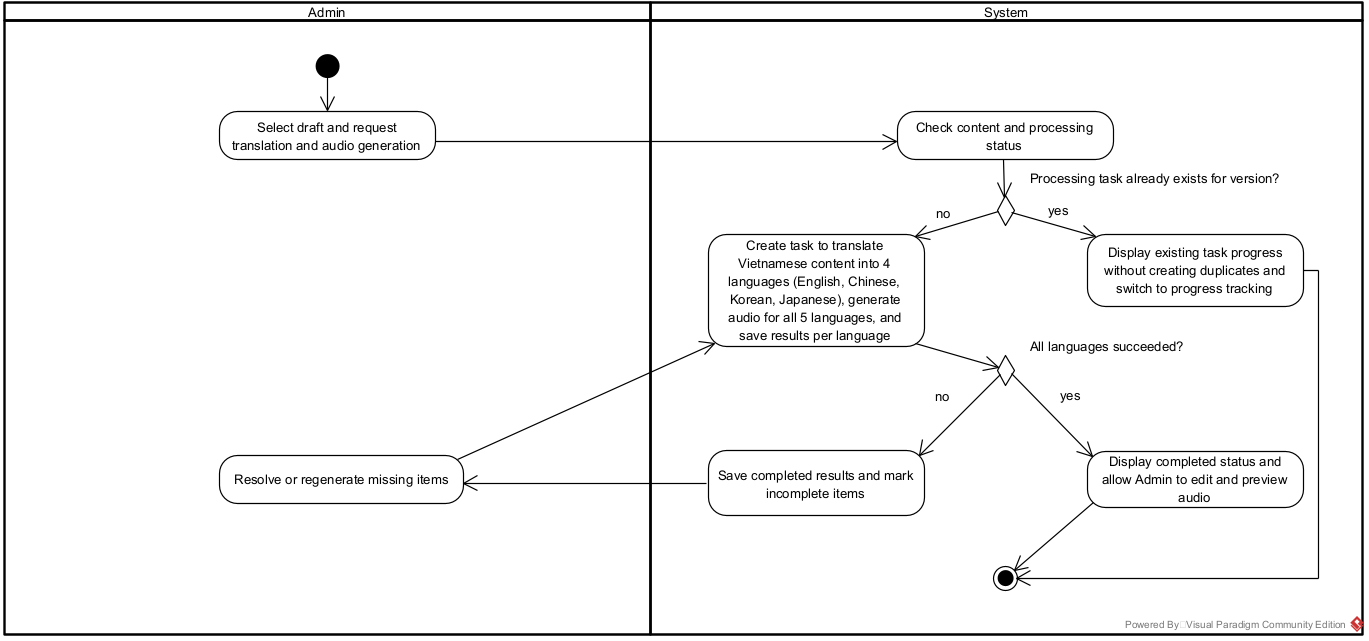 Admin
System
Select draft and request
translation and audio generation
Check content and processing
status
Processing task already exists for version?
no
yes
Create task to translate
Vietnamese content into 4
languages (English, Chinese,
Korean, Japanese), generate
audio for all 5 languages, and
save results per language
Display existing task progress
without creating duplicates and
switch to progress tracking
All languages succeeded?
no
yes
Resolve or regenerate missing items
Save completed results and mark
incomplete items
Display completed status and
allow Admin to edit and preview
audio
Powered By Visual Paradigm Community Edition